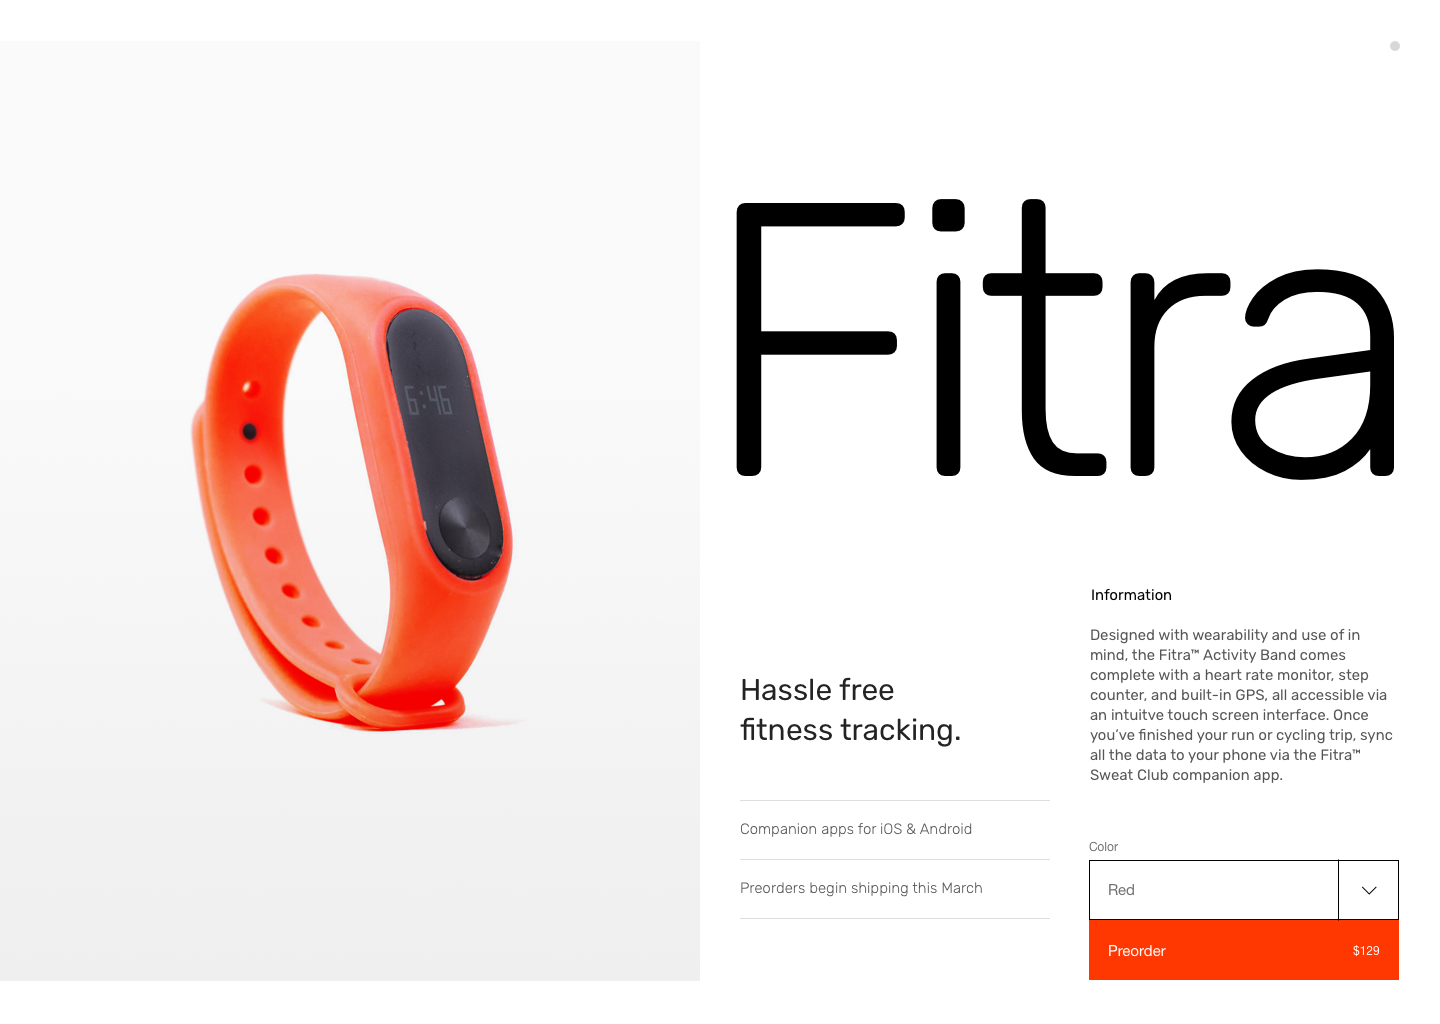 Fitra
6:46
Hassle free
fitness tracking.
Companion apps for iOS & Android
Preorders begin shipping this March
Information
Designed with wearability and use of in
mind, the Fitra™ Activity Band comes
complete with a heart rate monitor, step
counter, and built-in GPS, all accessible via
an intuitve touch screen interface. Once
you’ve finished your run or cycling trip, sync
all the data to your phone via the Fitra™
Sweat Club companion app.
Color
Red
Preorder $129